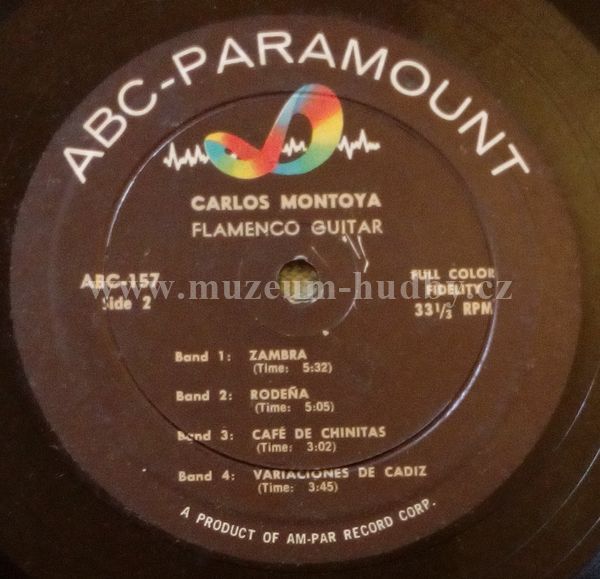 ABC-PARAMOUNT
CARLOS MONTOYA
FLAMENCO GUITAR
ABC-157
Side 2
FULL COLOR
FIDELITY
33 1/3 RPM
www.muzeum-hudby.cz
Band 1: ZAMBRA
(Time: 5:32)
Band 2: RODEÑA
(Time: 5:05)
Band 3: CAFÉ DE CHINITAS
(Time: 3:02)
Band 4: VARIACIONES DE CADIZ
(Time: 3:45)
A PRODUCT OF AM-PAR RECORD CORP.